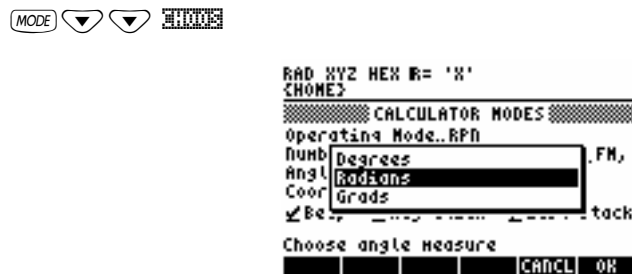 MODE CHOOS
RAD XYZ HEX R= 'X'
{HOME}
CALCULATOR MODES
Operating Mode..RPN
Numb .FM,
Degrees
Angl
Radians
Coor
Grads
tack
Choose angle measure
CANCL OK